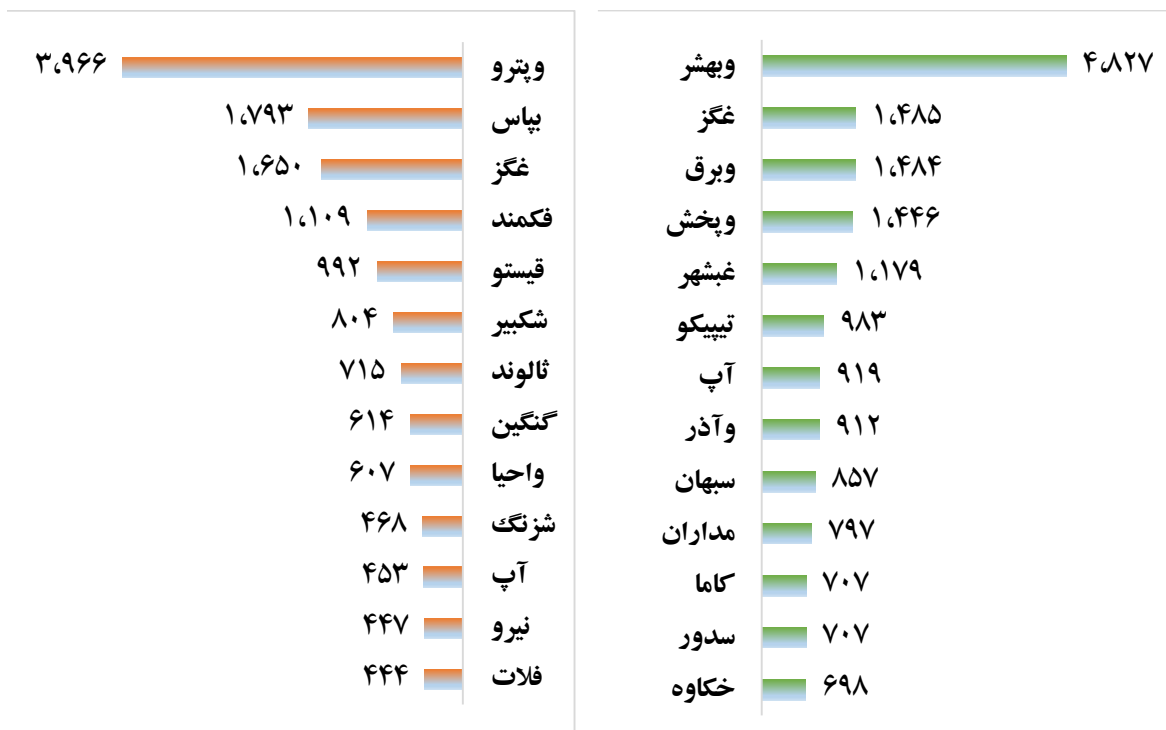 وبهشر ۴،۸۲۷
غگز ۱،۴۸۵
وبرق ۱،۴۸۴
وپخش ۱،۴۴۶
غبشهر ۱،۱۷۹
تیپیکو ۹۸۳
آپ ۹۱۹
وآذر ۹۱۲
سبهان ۸۵۷
مداران ۷۹۷
کاما ۷۰۷
سدور ۷۰۷
خکاوه ۶۹۸
وپترو ۳،۹۶۶
بپاس ۱،۷۹۳
غگز ۱،۶۵۰
فکمند ۱،۱۰۹
قیستو ۹۹۲
شکبیر ۸۰۴
ثالوند ۷۱۵
گنگین ۶۱۴
واحیا ۶۰۷
شزنگ ۴۶۸
آپ ۴۵۳
نیرو ۴۴۷
فلات ۴۴۴